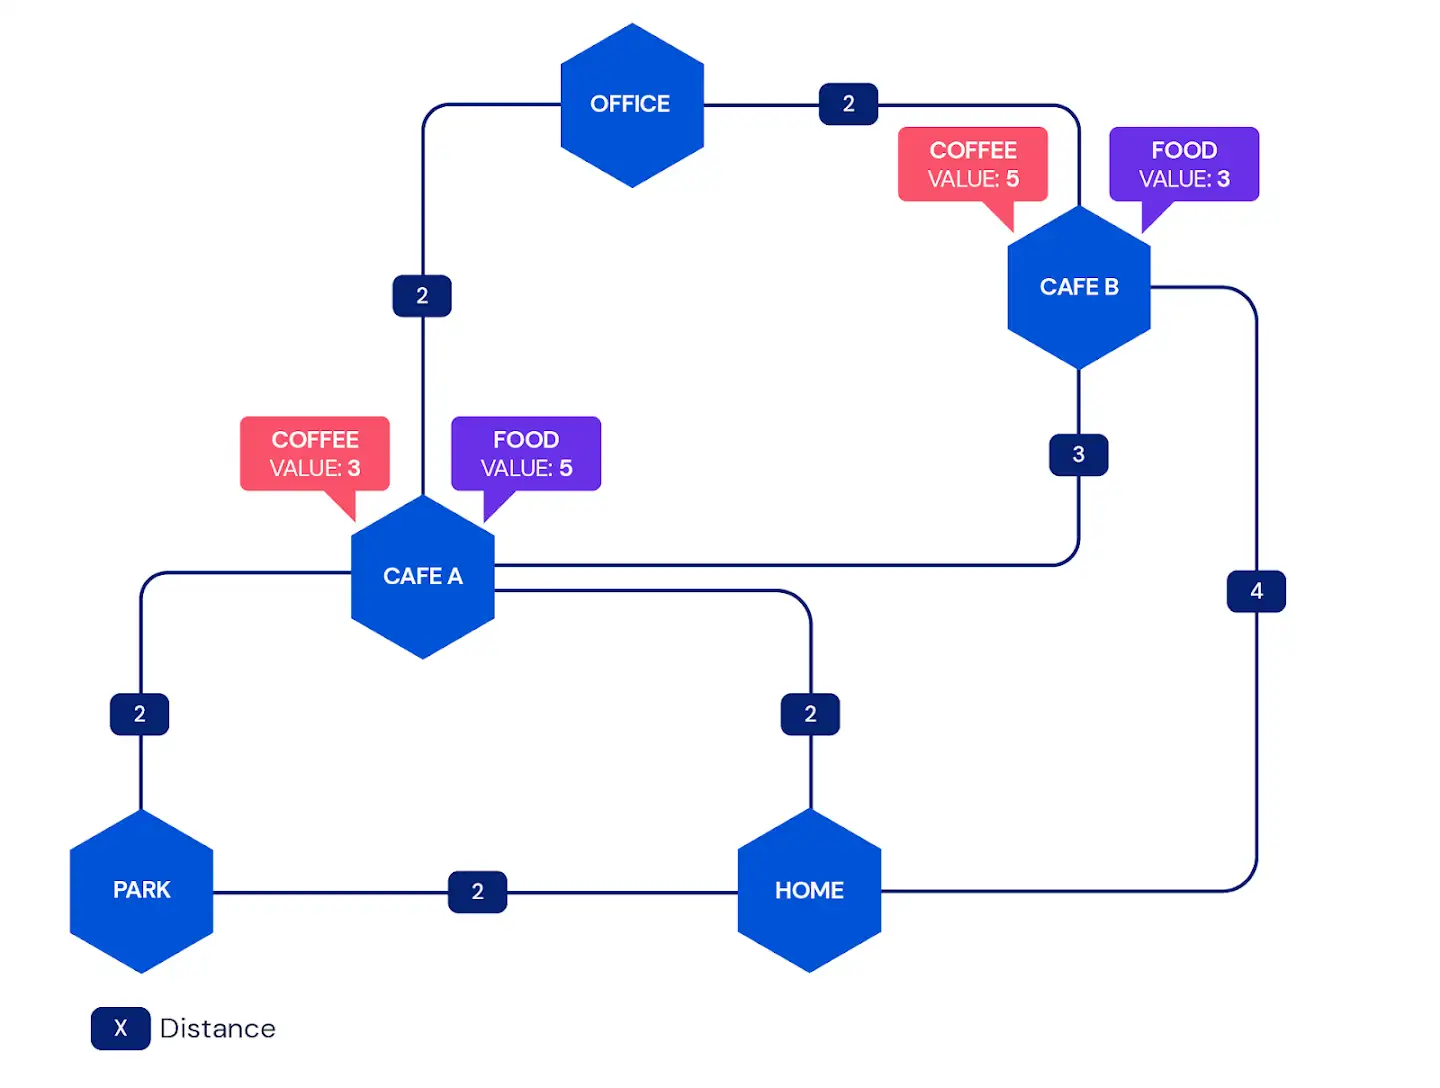 OFFICE
2
COFFEE
VALUE: 5
FOOD
VALUE: 3
CAFE B
2
COFFEE
VALUE: 3
FOOD
VALUE: 5
3
CAFE A
4
2
2
PARK
2
HOME
X Distance